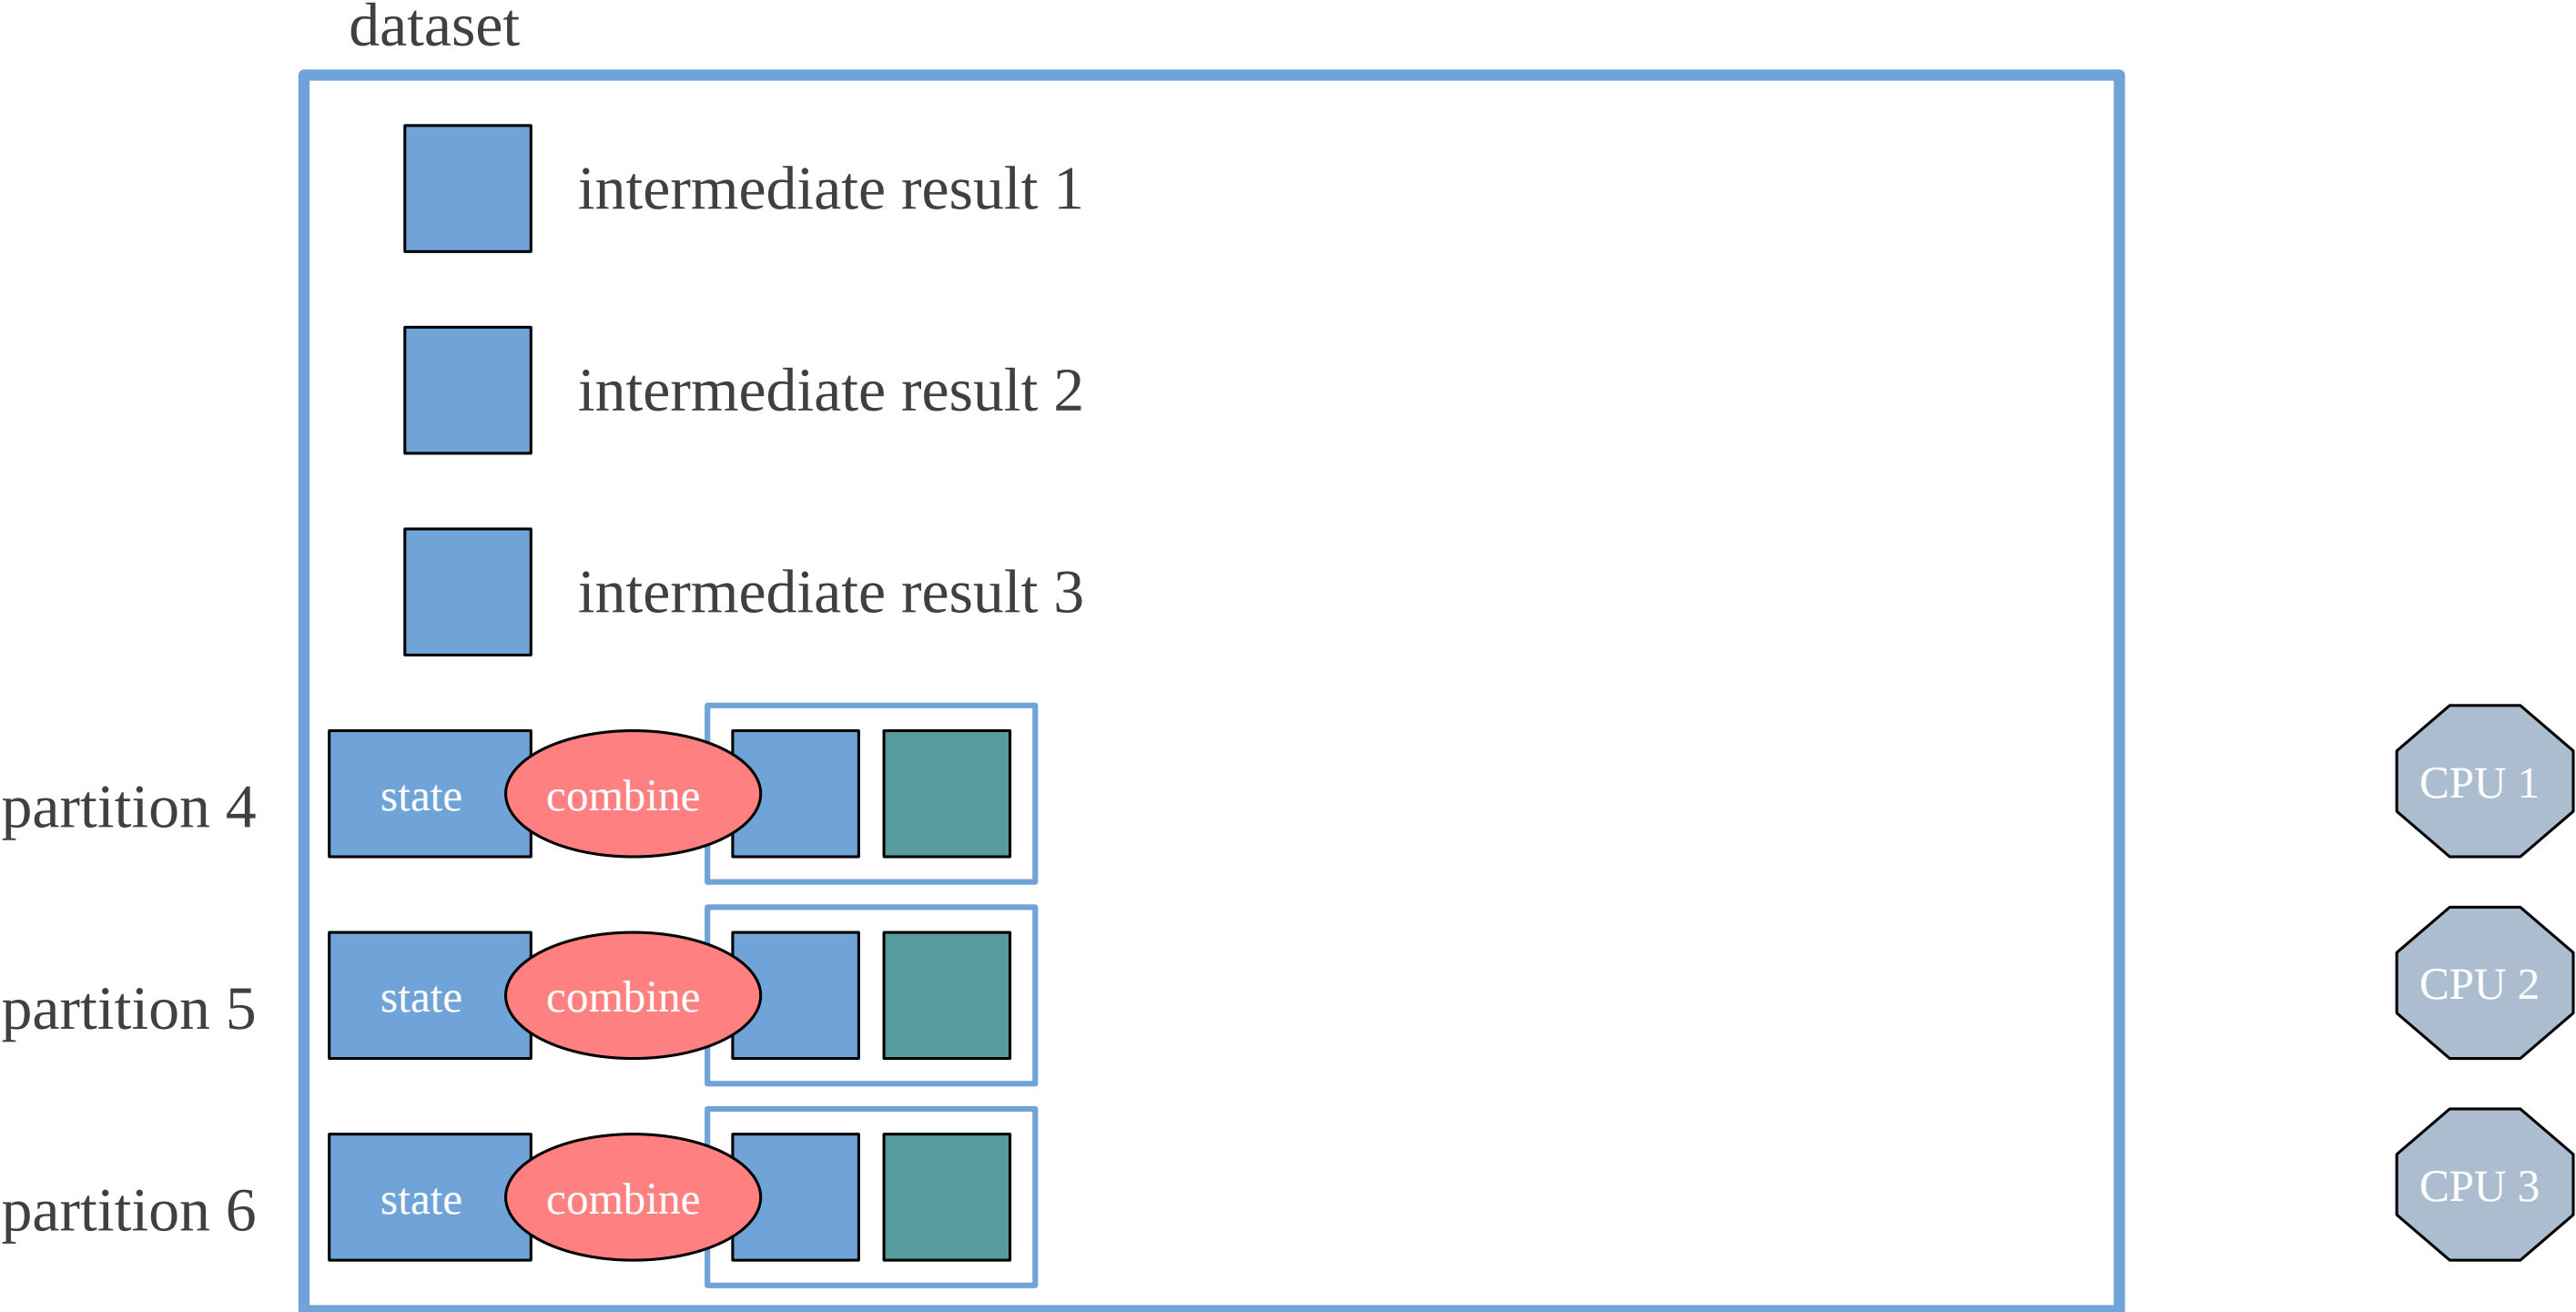 dataset
intermediate result 1
intermediate result 2
intermediate result 3
partition 4 state combine CPU 1
partition 5 state combine CPU 2
partition 6 state combine CPU 3